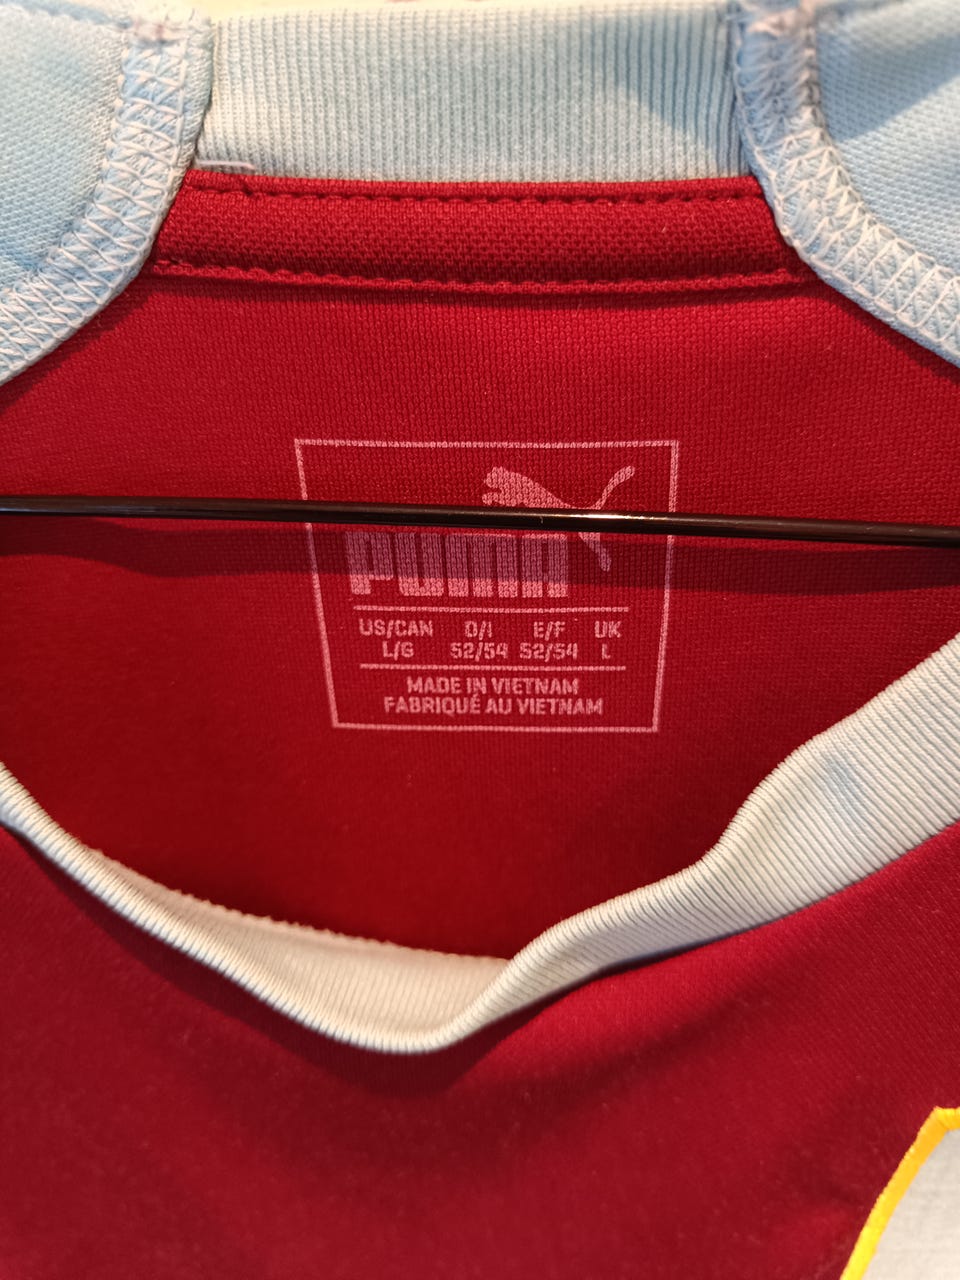 PUMA
US/CAN D/I E/F UK
L/G 52/54 52/54 L
MADE IN VIETNAM
FABRIQUÉ AU VIETNAM